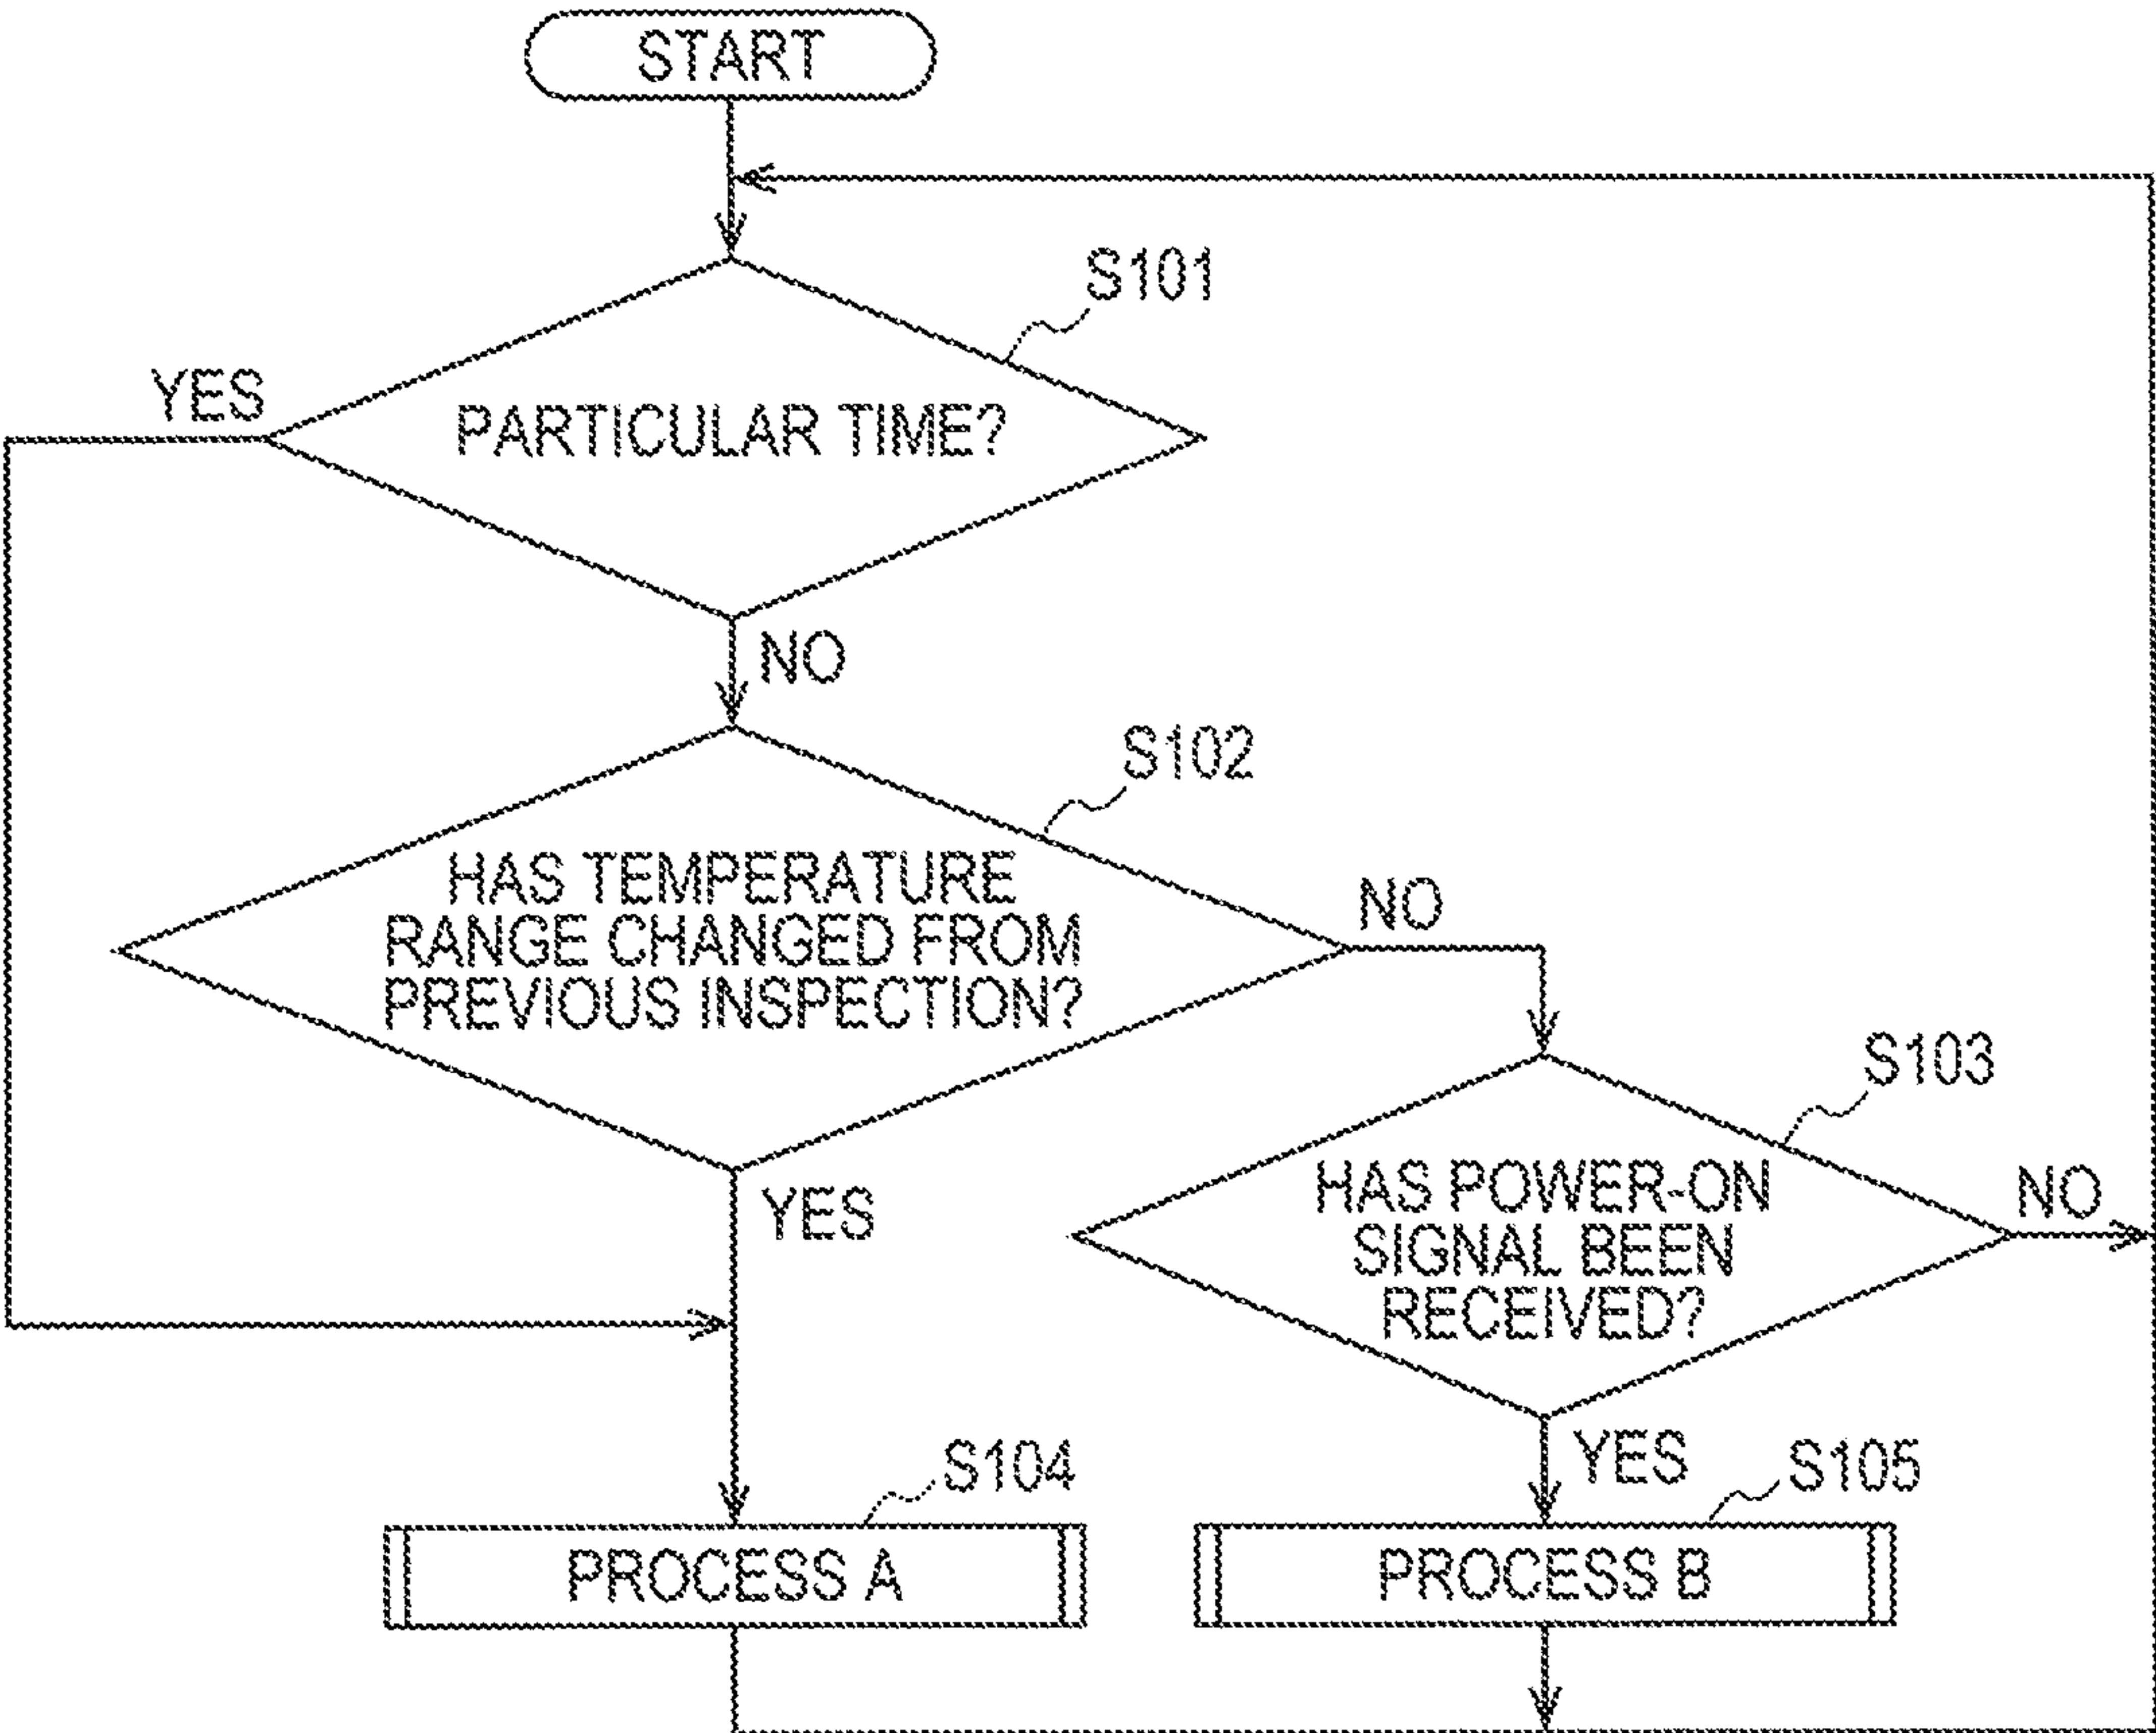 START
S101
YES
PARTICULAR TIME?
NO
S102
HAS TEMPERATURE
RANGE CHANGED FROM
PREVIOUS INSPECTION?
NO
S103
YES
HAS POWER-ON
SIGNAL BEEN
RECEIVED?
NO
S104
YES
S105
PROCESS A
PROCESS B